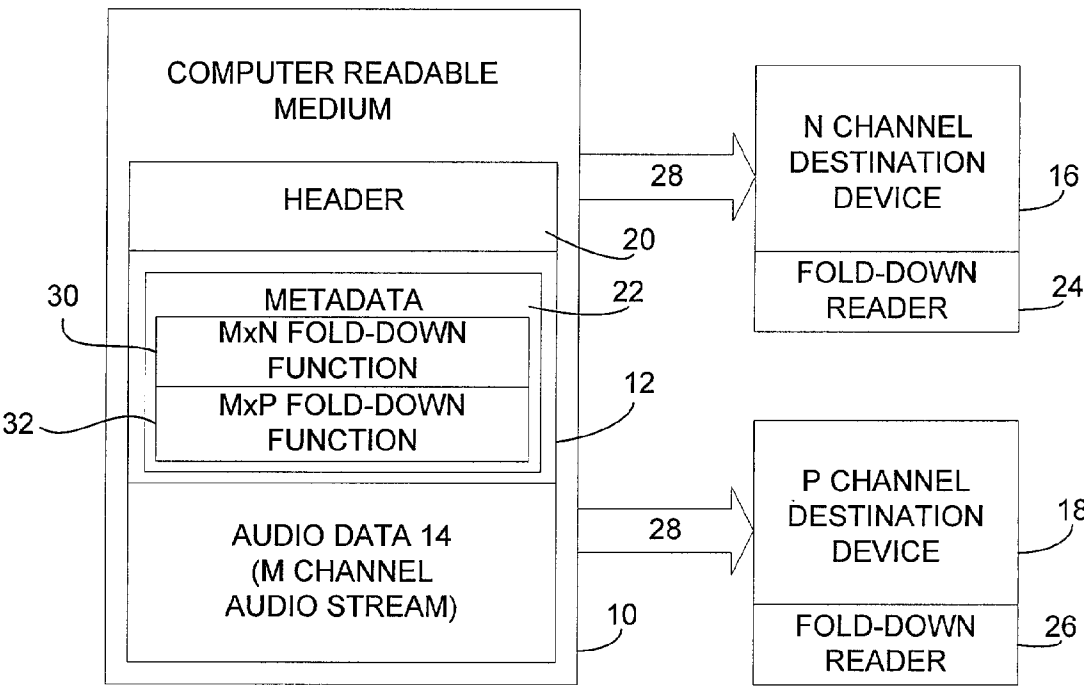 COMPUTER READABLE
MEDIUM
HEADER
20
METADATA
22
30
MxN FOLD-DOWN
FUNCTION
32
MxP FOLD-DOWN
FUNCTION
12
AUDIO DATA 14
(M CHANNEL
AUDIO STREAM)
10
28
N CHANNEL
DESTINATION
DEVICE
16
FOLD-DOWN
READER
24
28
P CHANNEL
DESTINATION
DEVICE
18
FOLD-DOWN
READER
26